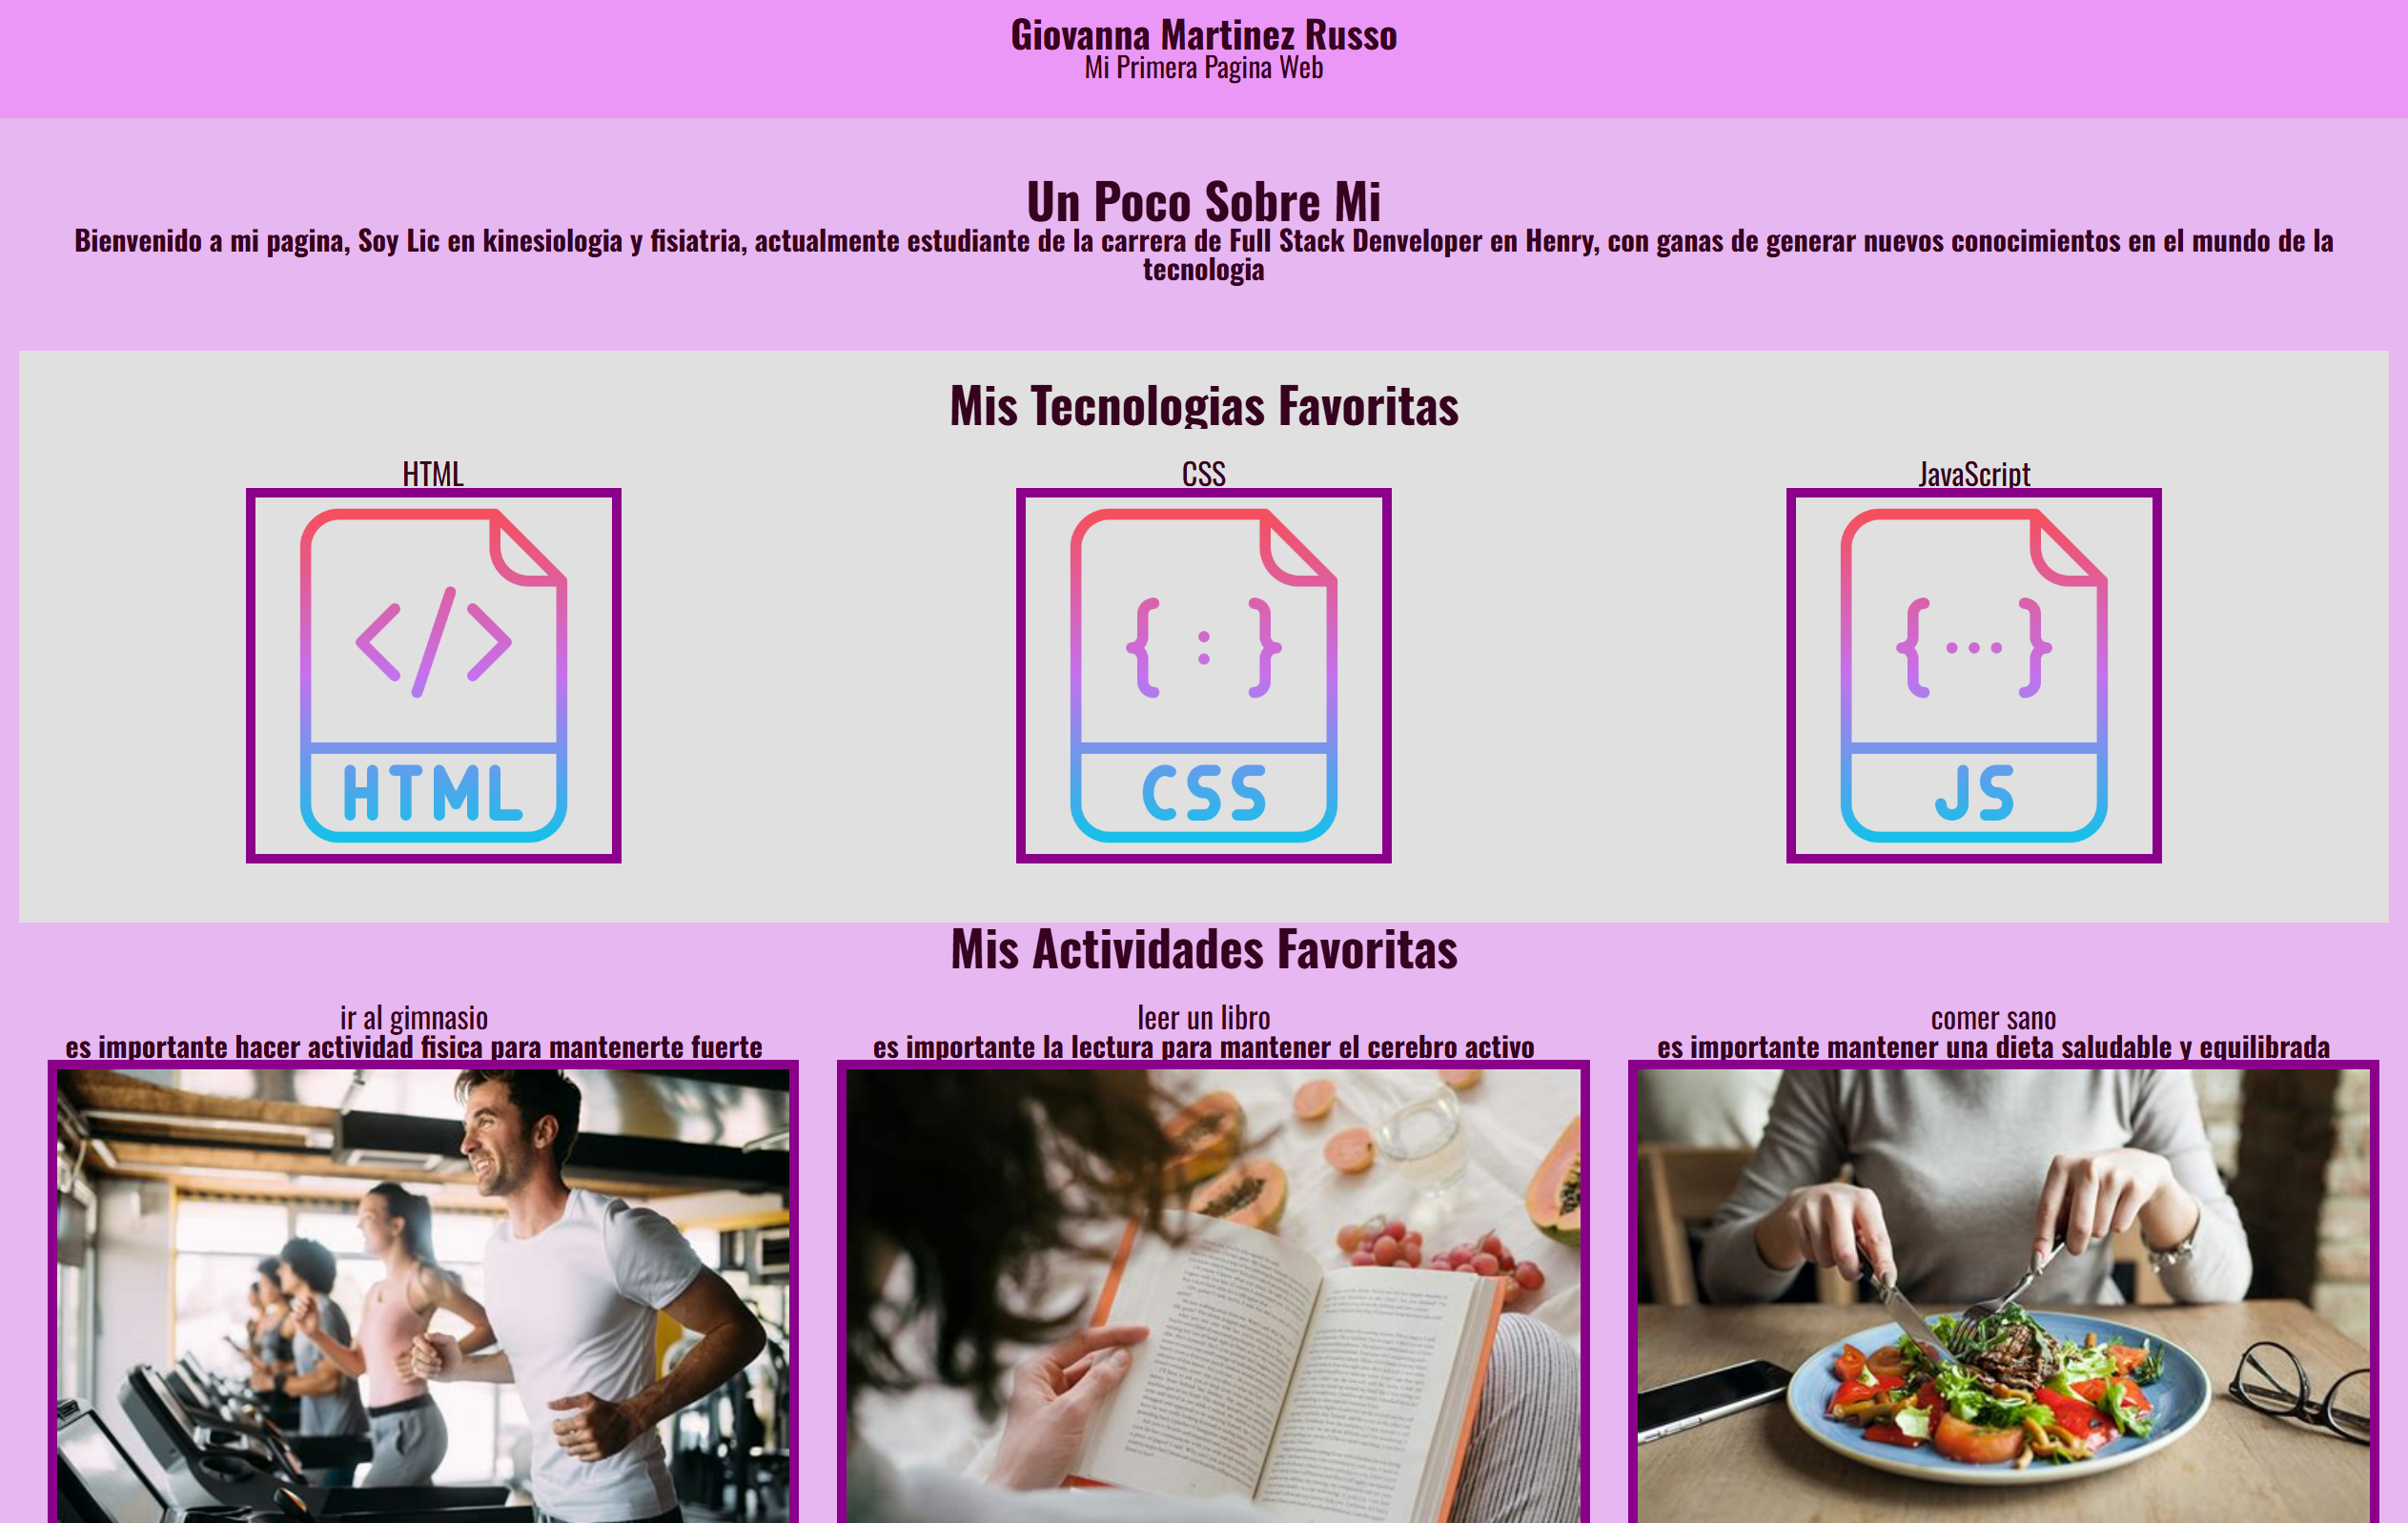 Giovanna Martinez Russo
Mi Primera Pagina Web
Un Poco Sobre Mi
Bienvenido a mi pagina, Soy Lic en kinesiologia y fisiatria, actualmente estudiante de la carrera de Full Stack Denveloper en Henry, con ganas de generar nuevos conocimientos en el mundo de la
tecnologia
Mis Tecnologias Favoritas
HTML
CSS
JavaScript
</>
{ : }
{...}
HTML
CSS
JS
Mis Actividades Favoritas
ir al gimnasio
es importante hacer actividad fisica para mantenerte fuerte
leer un libro
es importante la lectura para mantener el cerebro activo
comer sano
es importante mantener una dieta saludable y equilibrada